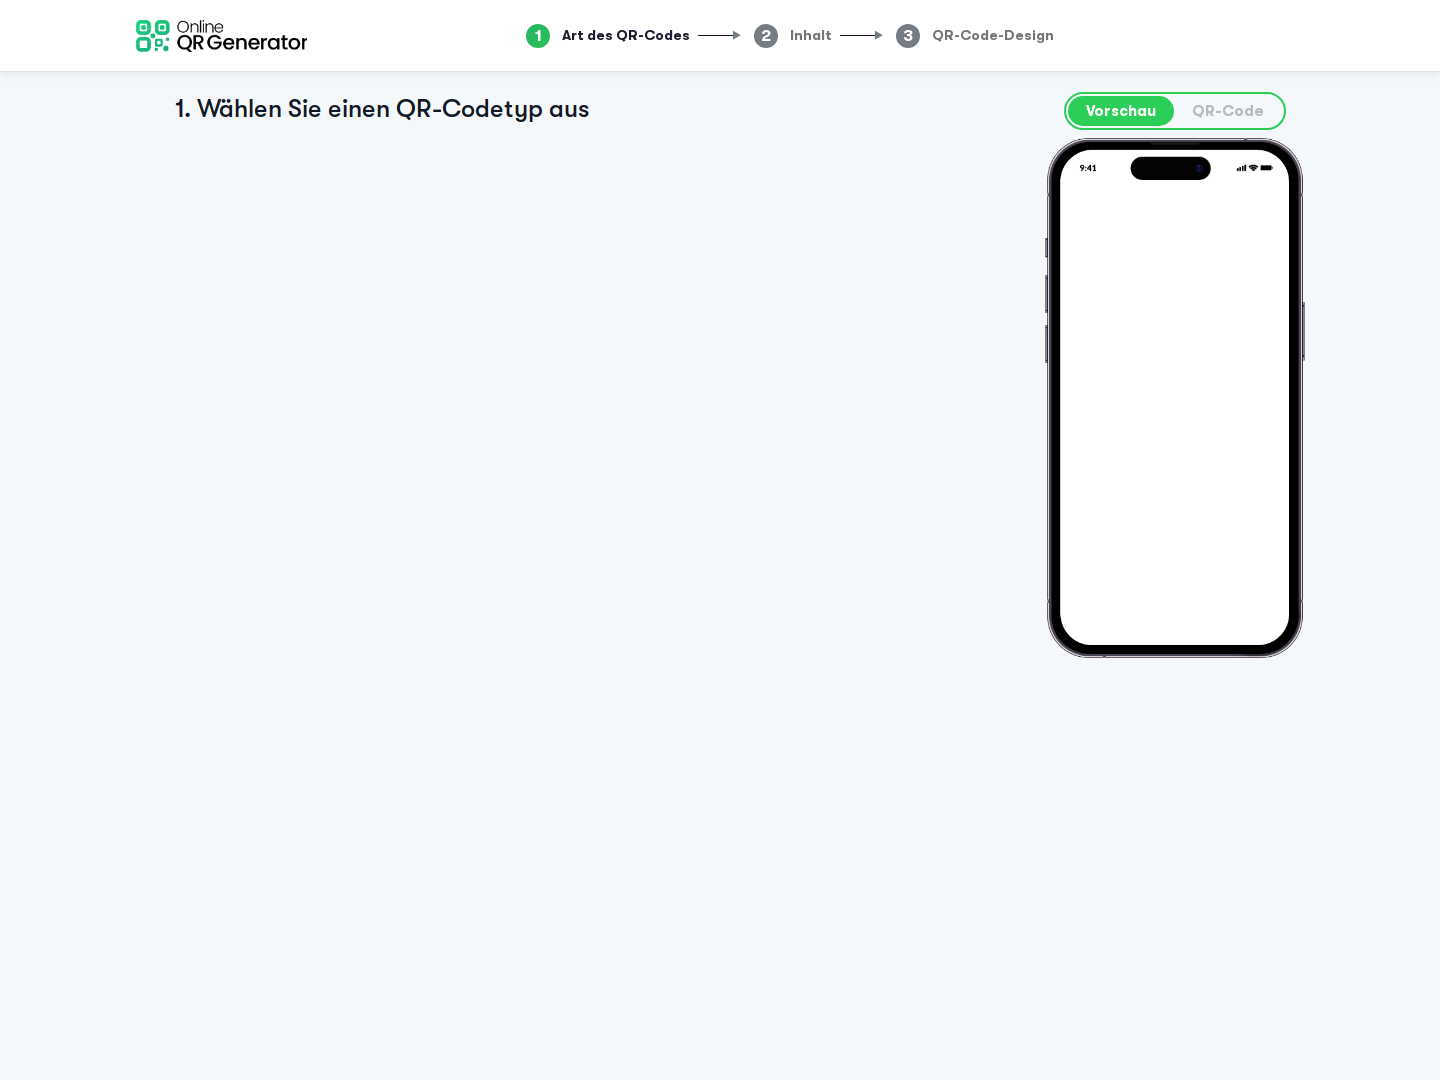 Online
QR Generator
1 Art des QR-Codes 2 Inhalt 3 QR-Code-Design
1. Wählen Sie einen QR-Codetyp aus
Vorschau QR-Code
9:41